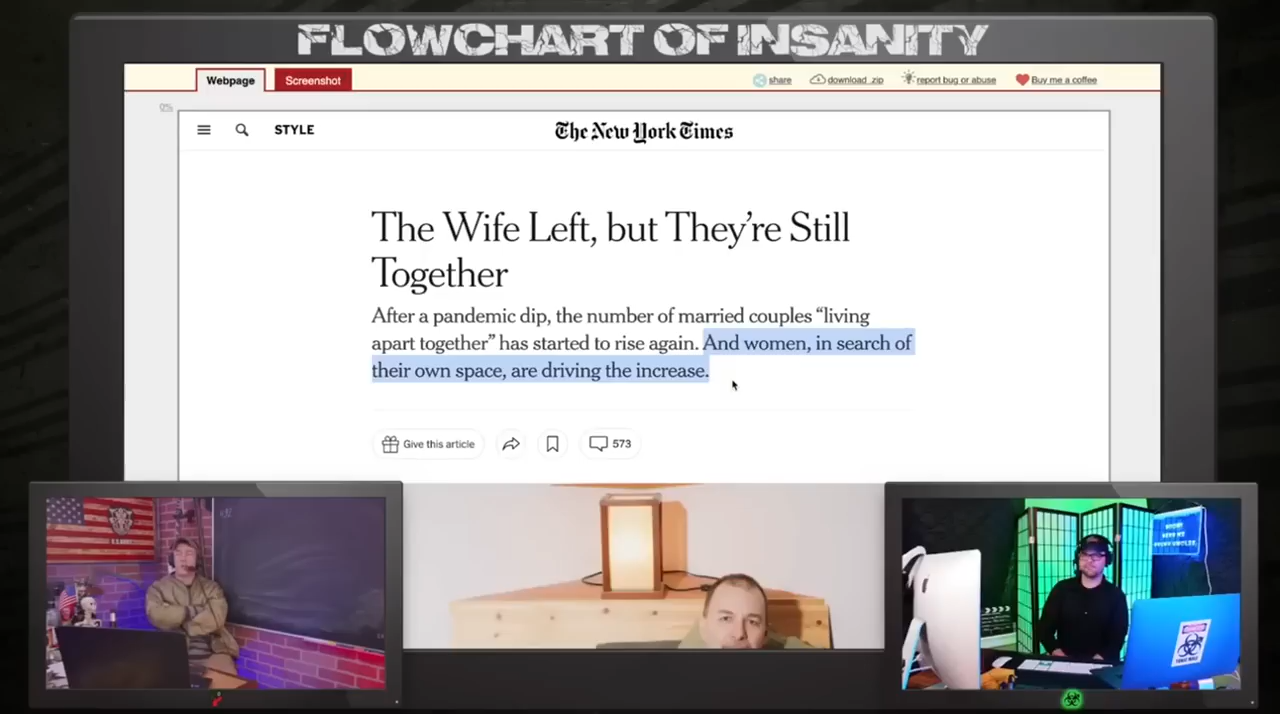 FLOWCHART OF INSANITY
Webpage
Screenshot
share
download .zip
report bug or abuse
Buy me a coffee
0%
STYLE
The New York Times
The Wife Left, but They’re Still
Together
After a pandemic dip, the number of married couples “living
apart together” has started to rise again. And women, in search of
their own space, are driving the increase.
Give this article
573